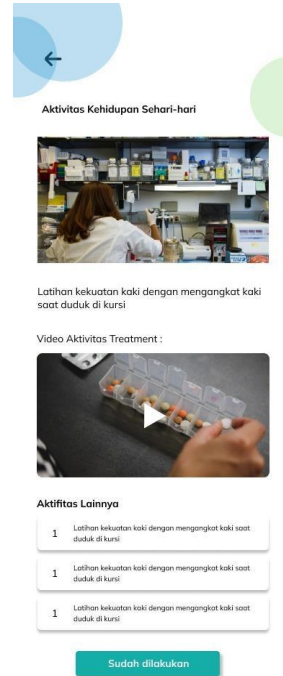 Aktivitas Kehidupan Sehari-hari
Latihan kekuatan kaki dengan mengangkat kaki
saat duduk di kursi
Video Aktivitas Treatment :
Aktifitas Lainnya
1
Latihan kekuatan kaki dengan mengangkat kaki saat
duduk di kursi
1
Latihan kekuatan kaki dengan mengangkat kaki saat
duduk di kursi
1
Latihan kekuatan kaki dengan mengangkat kaki saat
duduk di kursi
Sudah dilakukan